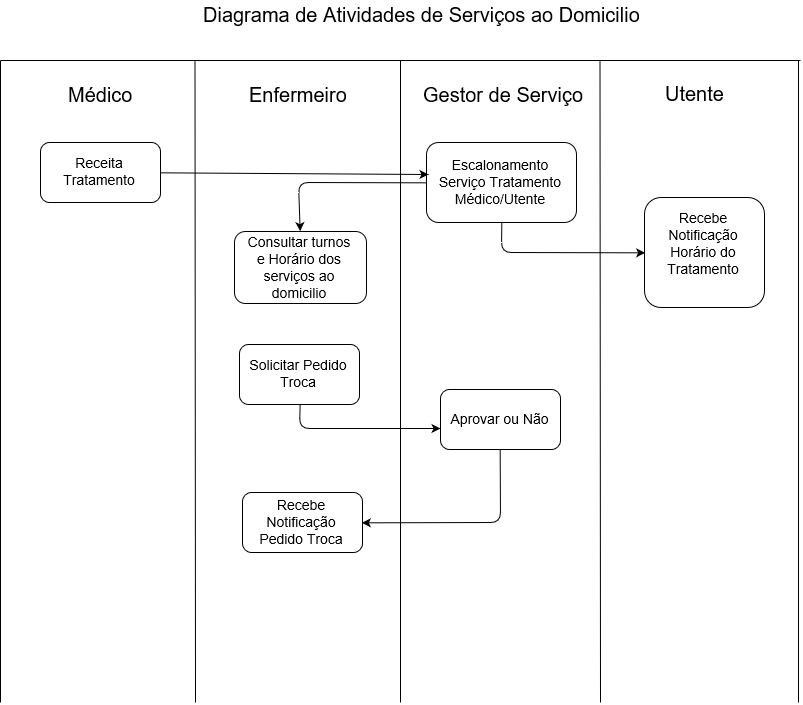 Diagrama de Atividades de Serviços ao Domicilio
Médico
Enfermeiro
Gestor de Serviço
Utente
Receita
Tratamento
Escalonamento
Serviço Tratamento
Médico/Utente
Consultar turnos
e Horário dos
serviços ao
domicilio
Recebe
Notificação
Horário do
Tratamento
Solicitar Pedido
Troca
Aprovar ou Não
Recebe
Notificação
Pedido Troca